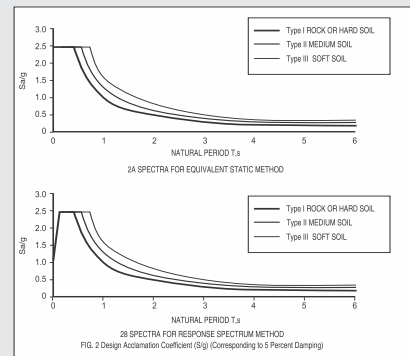 3.0
2.5
2.0
1.5
1.0
0.5
0
Sa/g
Type I ROCK OR HARD SOIL
Type II MEDIUM SOIL
Type III SOFT SOIL
0 1 2 3 4 5 6
NATURAL PERIOD T,s
2A SPECTRA FOR EQUIVALENT STATIC METHOD
3.0
2.5
2.0
1.5
1.0
0.5
0
Sa/g
Type I ROCK OR HARD SOIL
Type II MEDIUM SOIL
Type III SOFT SOIL
0 1 2 3 4 5 6
NATURAL PERIOD T,s
28 SPECTRA FOR RESPONSE SPECTRUM METHOD
FIG. 2 Design Acclamation Coefficient (S/g) (Corresponding to 5 Percent Damping)